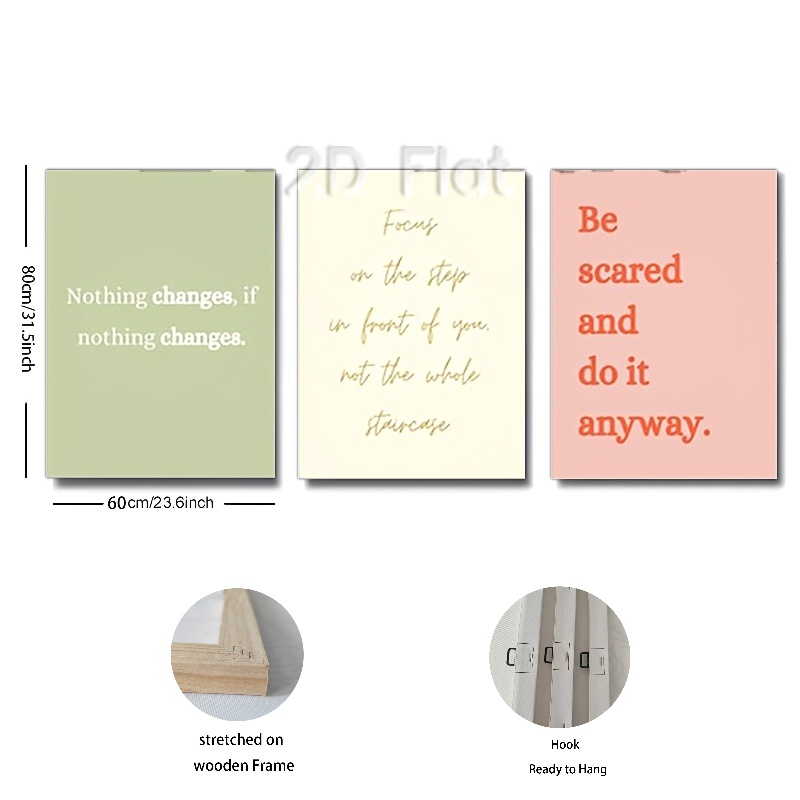 2D Flat
Nothing changes, if
nothing changes.
Focus
on the step
in front of you.
not the whole
staircase
Be
scared
and
do it
anyway.
80cm/31.5inch
60cm/23.6inch
stretched on
wooden Frame
Hook
Ready to Hang